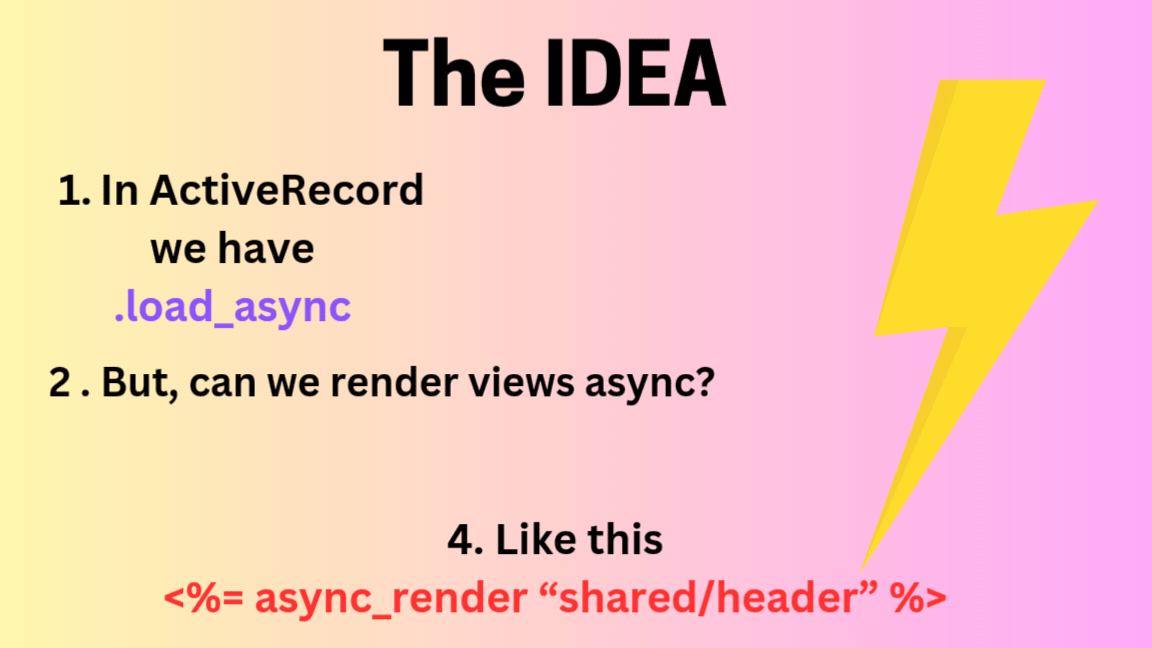 The IDEA
1. In ActiveRecord
we have
.load_async
2 . But, can we render views async?
4. Like this
<%= async_render “shared/header” %>